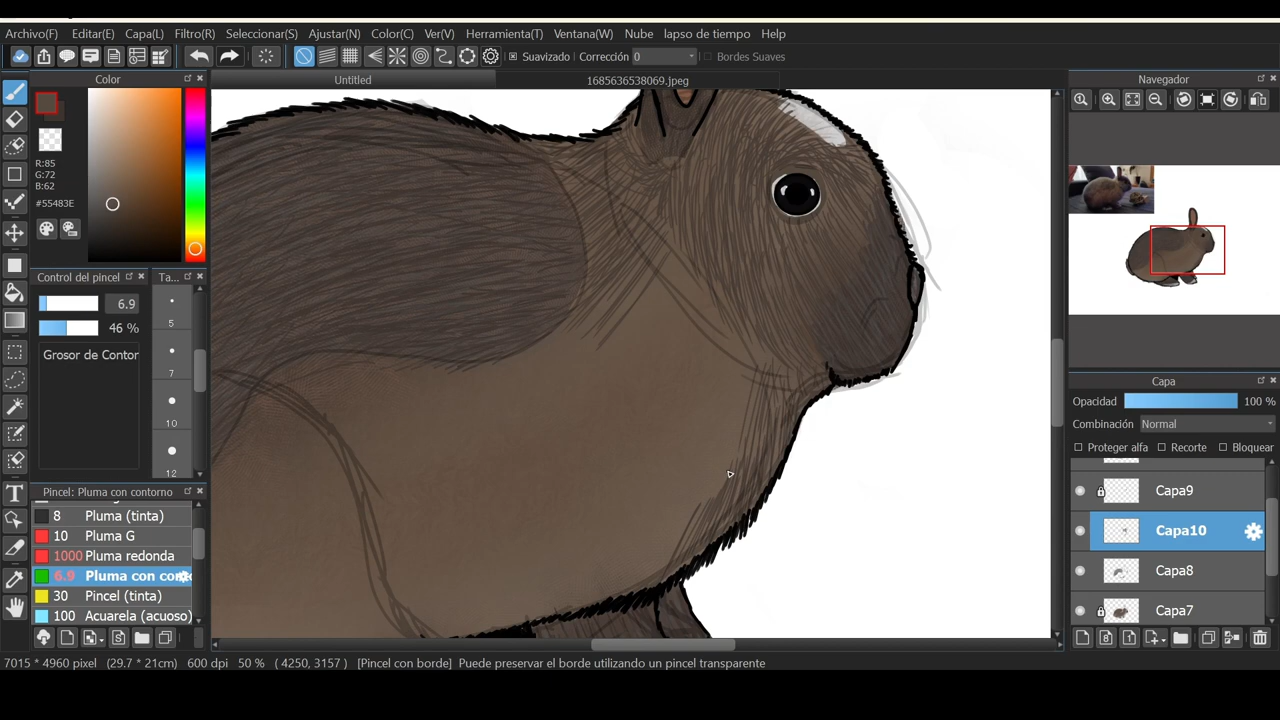 Archivo(F) Editar(E) Capa(L) Filtro(R) Seleccionar(S) Ajustar(N) Color(C) Ver(V) Herramienta(T) Ventana(W) Nube lapso de tiempo Help
Suavizado Corrección 0 Bordes Suaves
Color
Untitled 1685636538069.jpeg
Navegador
R:85
G:72
B:62
#55483E
Control del pincel Ta...
6.9
46 %
Grosor de Contor
5
7
10
12
Capa
Opacidad 100 %
Combinación Normal
Proteger alfa Recorte Bloquear
Capa9
Capa10
Capa8
Capa7
Pincel: Pluma con contorno
8 Pluma (tinta)
10 Pluma G
1000 Pluma redonda
6.9 Pluma con
30 Pincel (tinta)
100 Acuarela (acuoso)
7015 * 4960 pixel (29.7 * 21cm) 600 dpi 50 % ( 4250, 3157 ) [Pincel con borde] Puede preservar el borde utilizando un pincel transparente